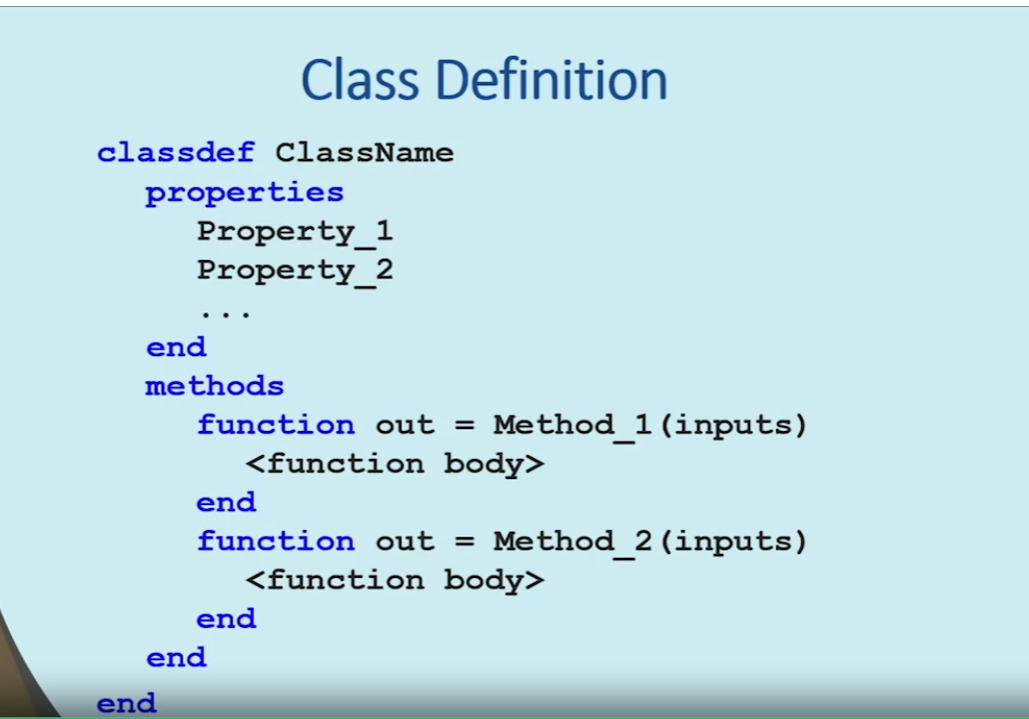 Class Definition
classdef ClassName
properties
Property_1
Property_2
...
end
methods
function out = Method_1(inputs)
<function body>
end
function out = Method_2(inputs)
<function body>
end
end
end